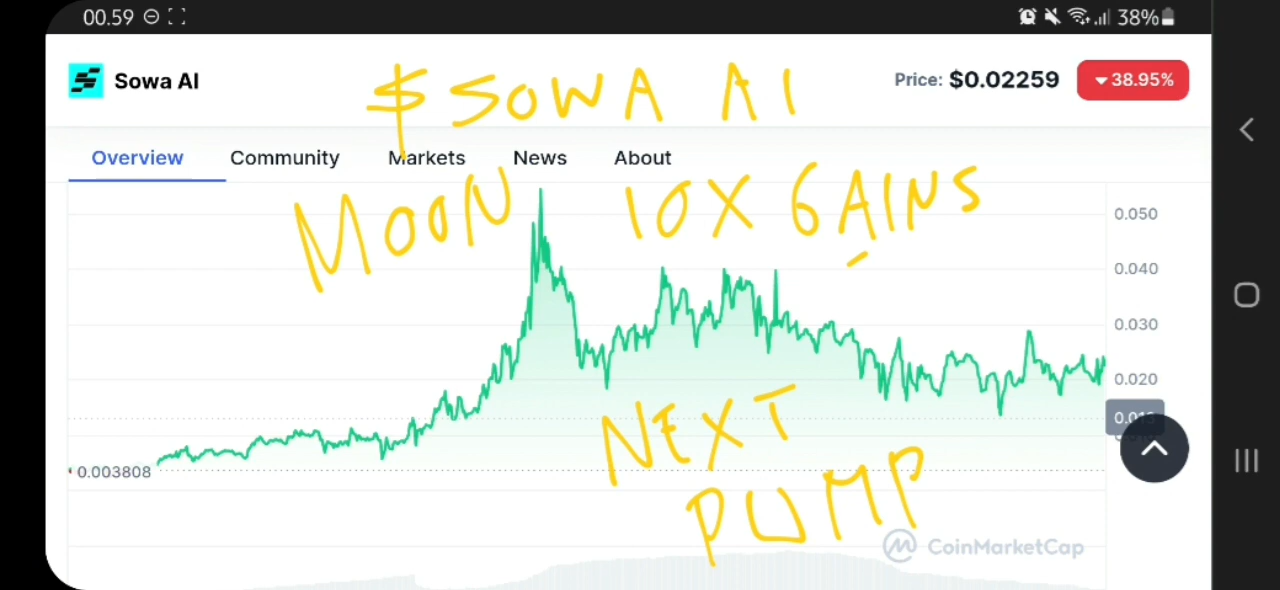 00.59
38%
Sowa AI
Price: $0.02259
38.95%
$SOWA AI
Overview Community Markets News About
MOON 10X GAINS
0.050
0.040
0.030
0.020
0.003808
NEXT
PUMP
CoinMarketCap